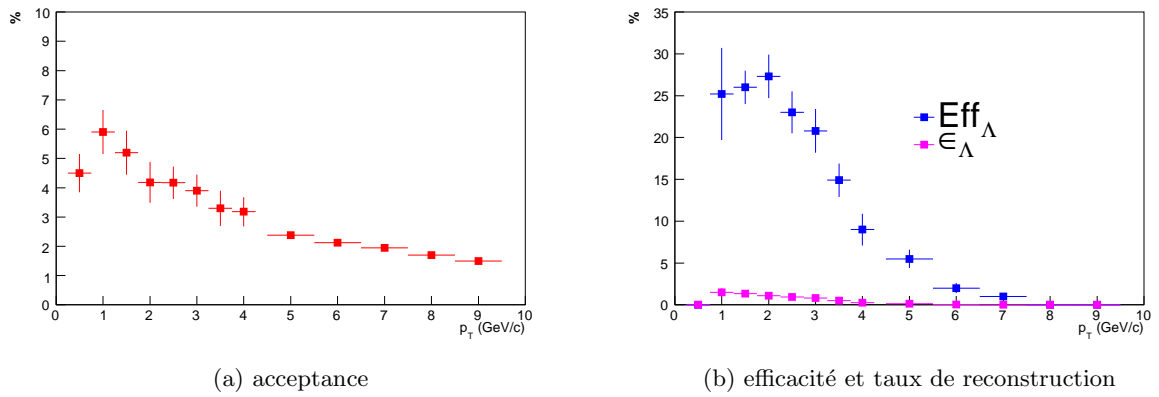 %
10
9
8
7
6
5
4
3
2
1
0
0 1 2 3 4 5 6 7 8 9 10
p_T (GeV/c)
(a) acceptance
%
35
30
25
20
15
10
5
0
0 1 2 3 4 5 6 7 8 9 10
p_T (GeV/c)
Eff_Λ
∈_Λ
(b) efficacité et taux de reconstruction